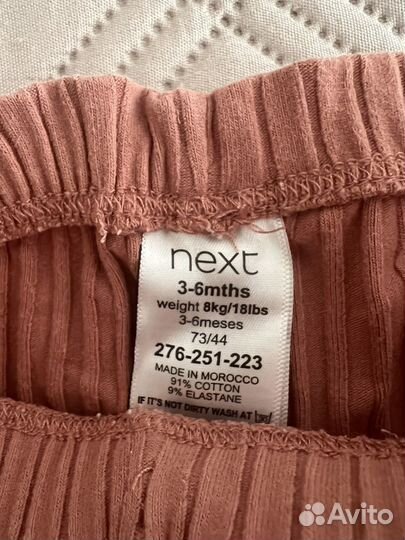 next
3-6mths
weight 8kg/18lbs
3-6meses
73/44
276-251-223
MADE IN MOROCCO
91% COTTON
9% ELASTANE
IF IT'S NOT DIRTY WASH AT
Avito